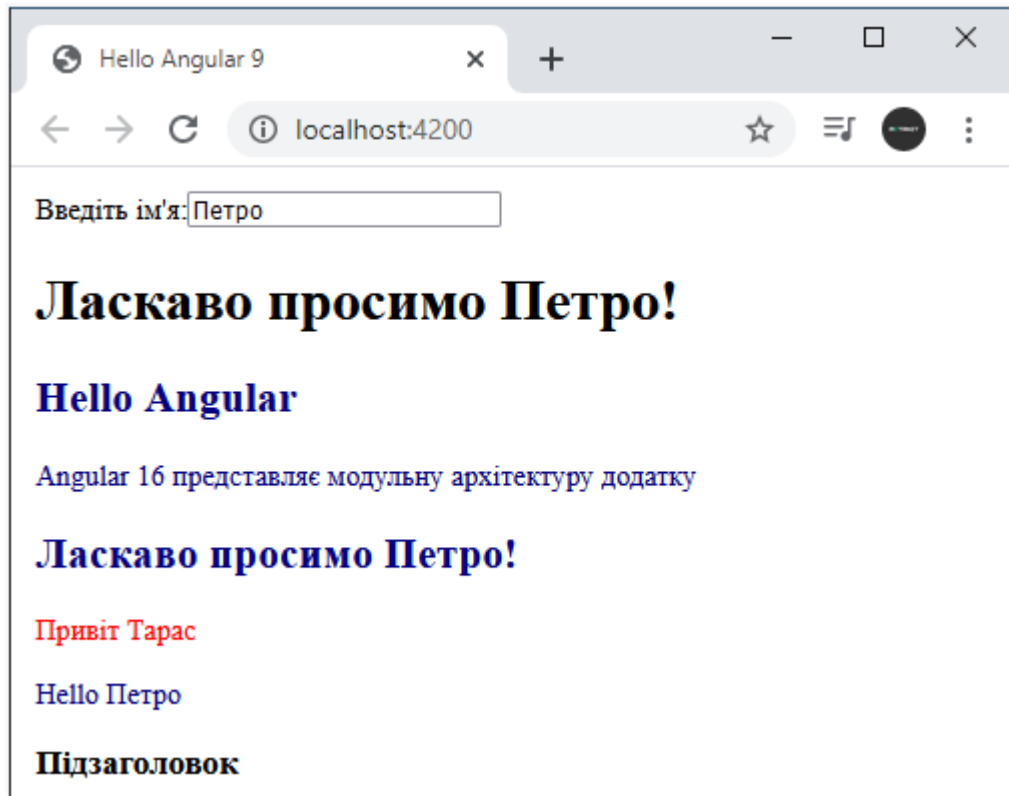 Hello Angular 9
localhost:4200
Введіть ім'я: Петро
Ласкаво просимо Петро!
Hello Angular
Angular 16 представляє модульну архітектуру додатку
Ласкаво просимо Петро!
Привіт Тарас
Hello Петро
Підзаголовок